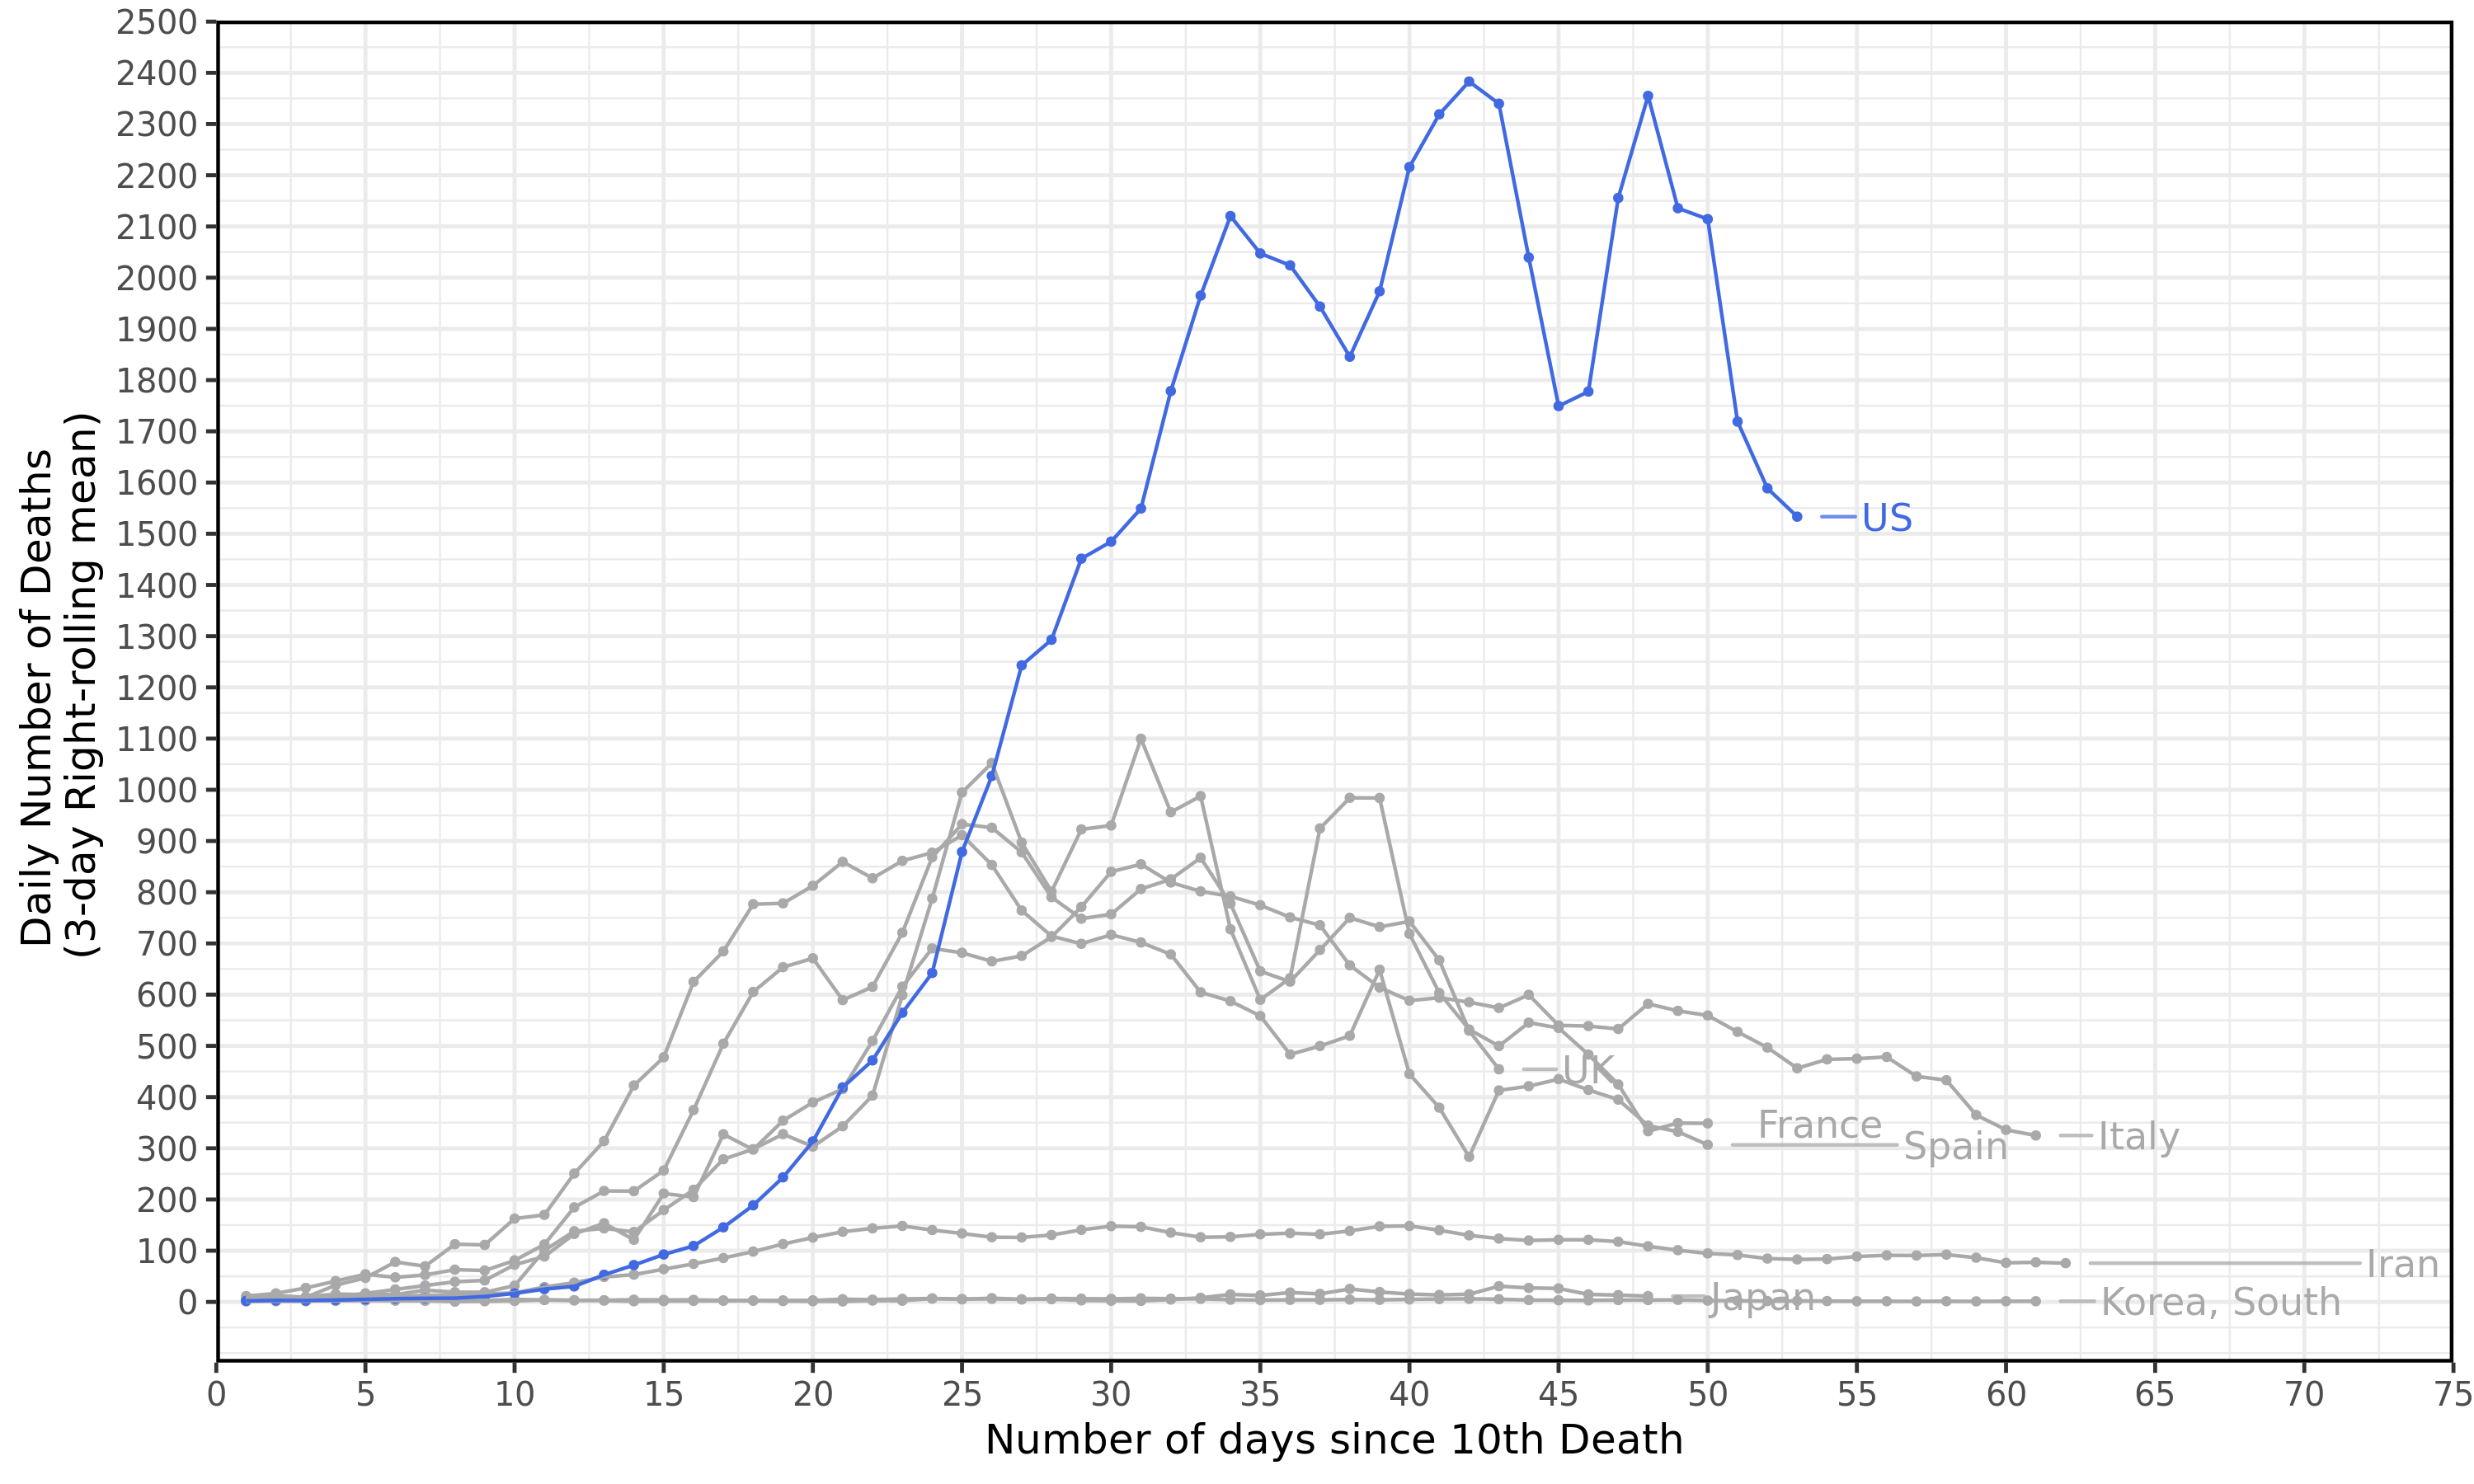 2500
2400
2300
2200
2100
2000
1900
1800
1700
1600
1500
1400
1300
1200
1100
1000
900
800
700
600
500
400
300
200
100
0
Daily Number of Deaths
(3-day Right-rolling mean)
US
UK
France
Spain
Italy
Iran
Japan
Korea, South
0 5 10 15 20 25 30 35 40 45 50 55 60 65 70 75
Number of days since 10th Death